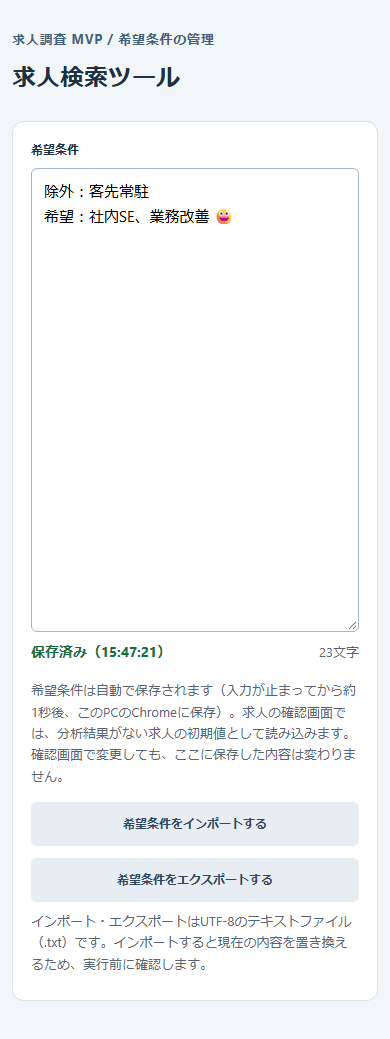 求人調査 MVP / 希望条件の管理
求人検索ツール
希望条件
除外：客先常駐
希望：社内SE、業務改善 🤪
保存済み（15:47:21）
23文字
希望条件は自動で保存されます（入力が止まってから約
1秒後、このPCのChromeに保存）。求人の確認画面で
は、分析結果がない求人の初期値として読み込みます。
確認画面で変更しても、ここに保存した内容は変わりま
せん。
希望条件をインポートする
希望条件をエクスポートする
インポート・エクスポートはUTF-8のテキストファイル
（.txt）です。インポートすると現在の内容を置き換え
るため、実行前に確認します。